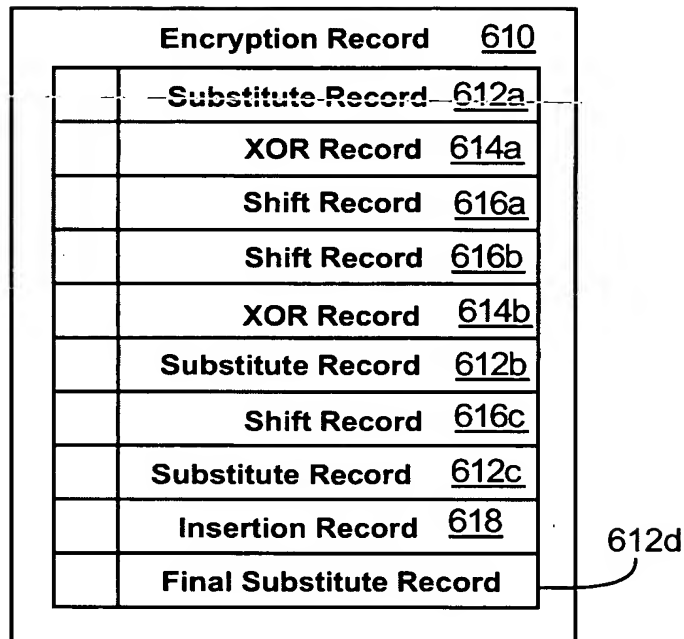 Encryption Record 610
Substitute Record 612a
XOR Record 614a
Shift Record 616a
Shift Record 616b
XOR Record 614b
Substitute Record 612b
Shift Record 616c
Substitute Record 612c
Insertion Record 618
Final Substitute Record
612d